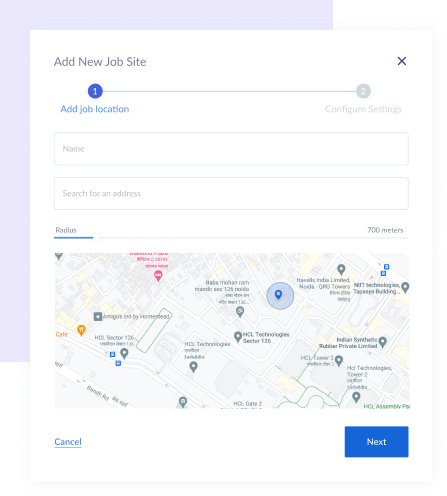 Add New Job Site
1
2
Add job location
Configure Settings
Name
Search for an address
Radius
700 meters
Baba mohan ram
mandir sec 126 noida
Havells India Limited,
Noida - QRG Towers
NIIT technologies,
Tapasya Building
Amigos Inn by Homestead
Cafe
HCL Sector 126
HCL Technologies
HCL Technologies
Sector 126
Indian Synthetic
Rubber Private Limited
HCL Tower 2
Hcl Technologies,
Tower-2
HCL Gate 2
HCL Assembly Pa
Cancel
Next